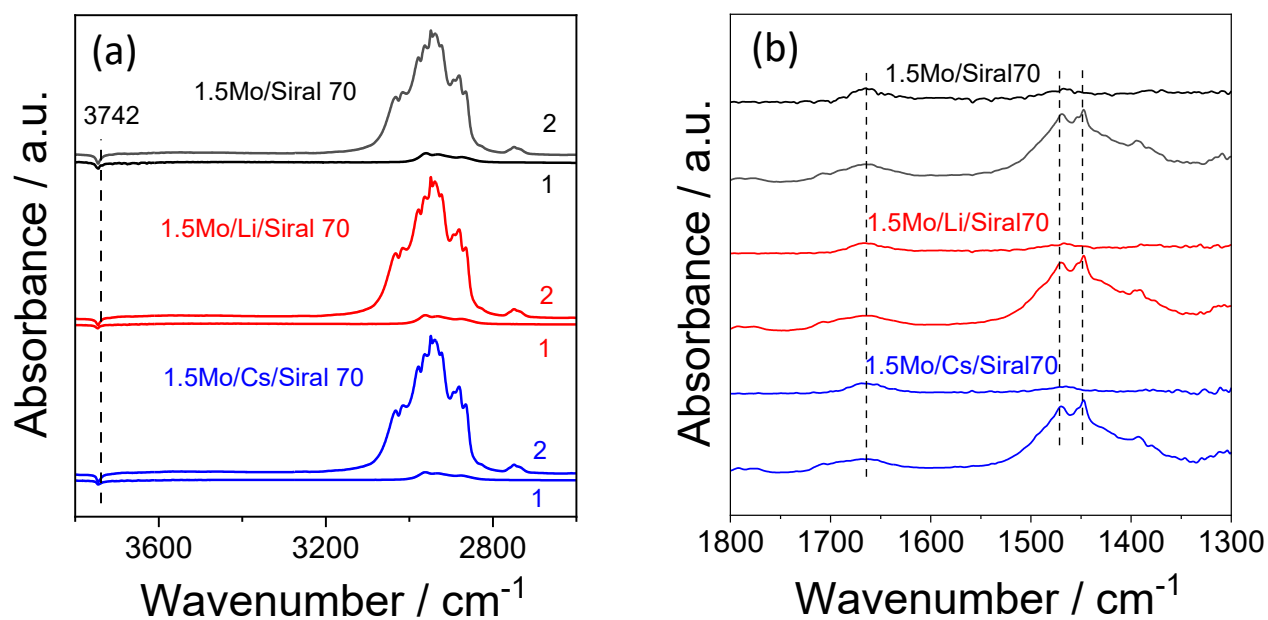 (a)
1.5Mo/Siral 70
3742
2
1
1.5Mo/Li/Siral 70
2
1
1.5Mo/Cs/Siral 70
2
1
Absorbance / a.u.
3600 3200 2800
Wavenumber / cm⁻¹
(b)
1.5Mo/Siral70
1.5Mo/Li/Siral70
1.5Mo/Cs/Siral70
Absorbance / a.u.
1800 1700 1600 1500 1400 1300
Wavenumber / cm⁻¹